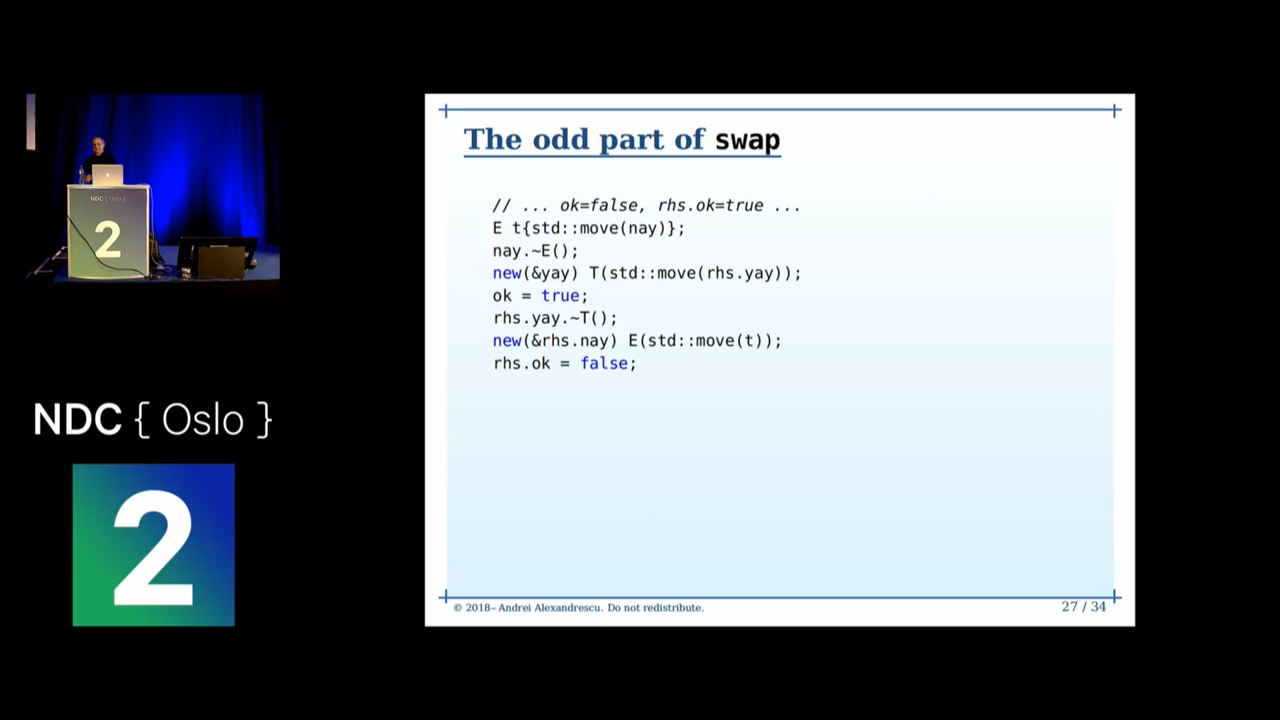 NDC { Oslo }
2
NDC { Oslo }
2
The odd part of swap
// ... ok=false, rhs.ok=true ...
E t{std::move(nay)};
nay.~E();
new(&yay) T(std::move(rhs.yay));
ok = true;
rhs.yay.~T();
new(&rhs.nay) E(std::move(t));
rhs.ok = false;
© 2018– Andrei Alexandrescu. Do not redistribute.
27 / 34